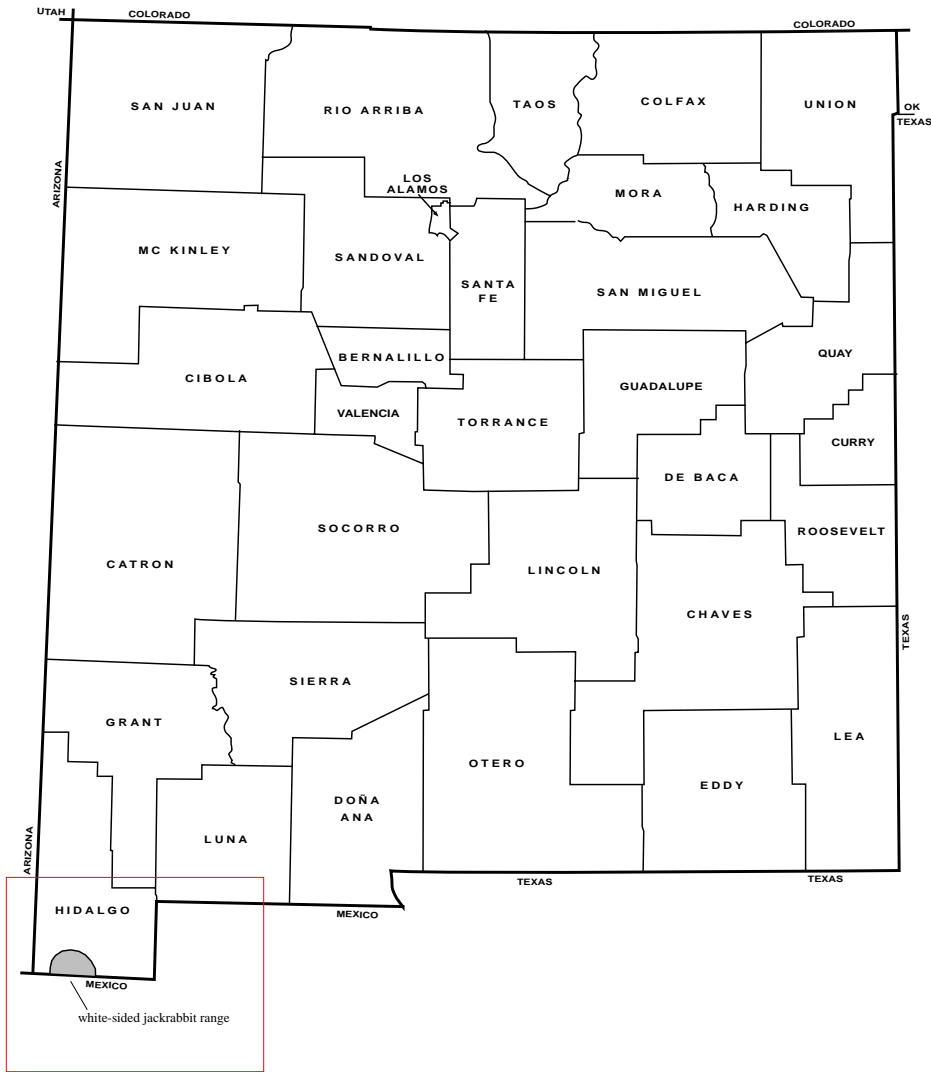 UTAH
COLORADO
COLORADO
SAN JUAN
RIO ARRIBA
TAOS
COLFAX
UNION
OK
TEXAS
ARIZONA
LOS
ALAMOS
MORA
HARDING
MC KINLEY
SANDOVAL
SANTA
FE
SAN MIGUEL
BERNALILLO
QUAY
CIBOLA
GUADALUPE
VALENCIA
TORRANCE
CURRY
DE BACA
SOCORRO
ROOSEVELT
CATRON
LINCOLN
CHAVES
TEXAS
SIERRA
GRANT
LEA
OTERO
EDDY
DOÑA
ANA
LUNA
ARIZONA
TEXAS
TEXAS
HIDALGO
MEXICO
MEXICO
white-sided jackrabbit range